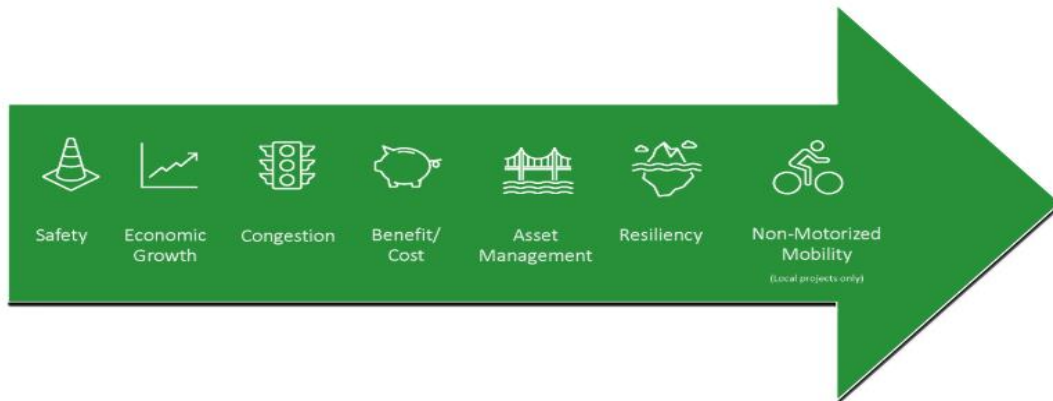 Safety
Economic
Growth
Congestion
Benefit/
Cost
Asset
Management
Resiliency
Non-Motorized
Mobility
(Local projects only)